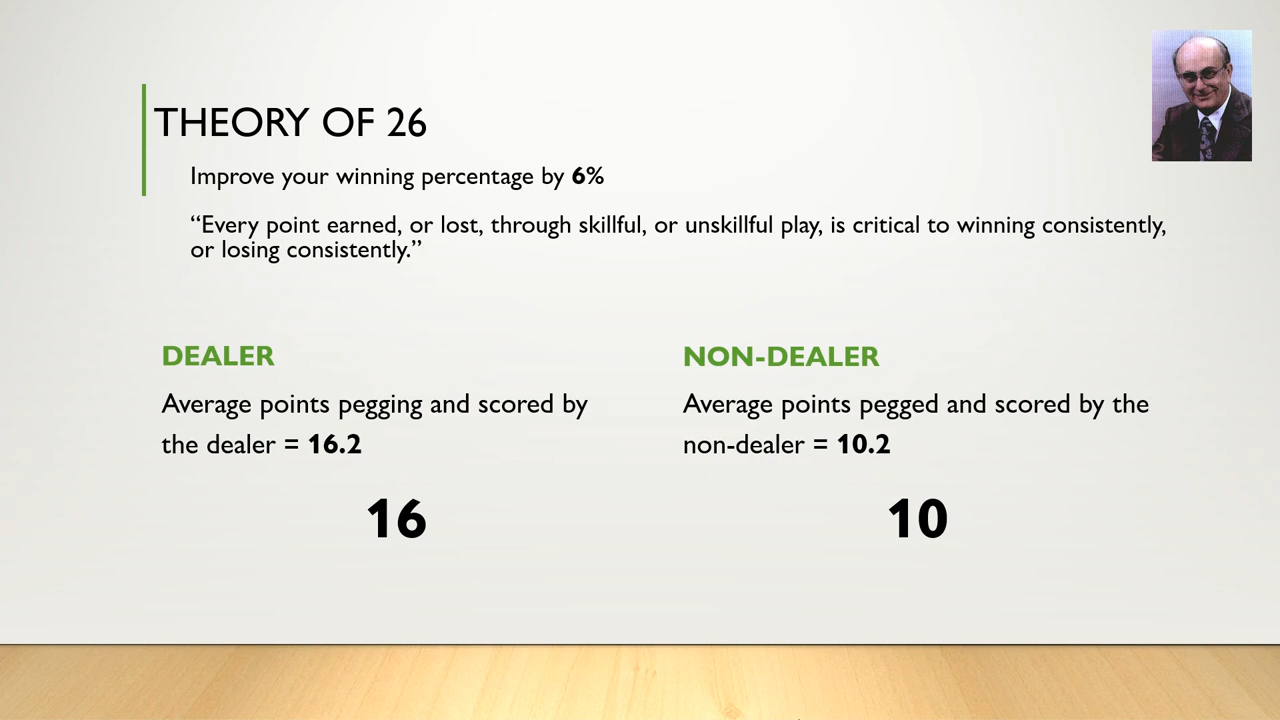 THEORY OF 26
Improve your winning percentage by 6%
“Every point earned, or lost, through skillful, or unskillful play, is critical to winning consistently,
or losing consistently.”
DEALER
Average points pegging and scored by
the dealer = 16.2
16
NON-DEALER
Average points pegged and scored by the
non-dealer = 10.2
10